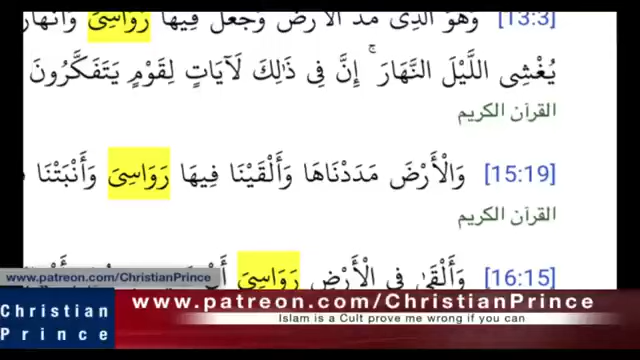 [13:3] وَهُوَ الَّذِى مَدَّ الْأَرْضَ وَجَعَلَ فِيهَا رَوَاسِىَ وَأَنْهَارًا
يُغْشِى اللَّيْلَ النَّهَارَ ۚ إِنَّ فِى ذَٰلِكَ لَآيَاتٍ لِقَوْمٍ يَتَفَكَّرُونَ
القرآن الكريم
[15:19] وَالْأَرْضَ مَدَدْنَاهَا وَأَلْقَيْنَا فِيهَا رَوَاسِىَ وَأَنْبَتْنَا
القرآن الكريم
[16:15] وَأَلْقَىٰ فِى الْأَرْضِ رَوَاسِىَ
www.patreon.com/ChristianPrince
www.patreon.com/ChristianPrince
Christian
Prince
Islam is a Cult prove me wrong if you can